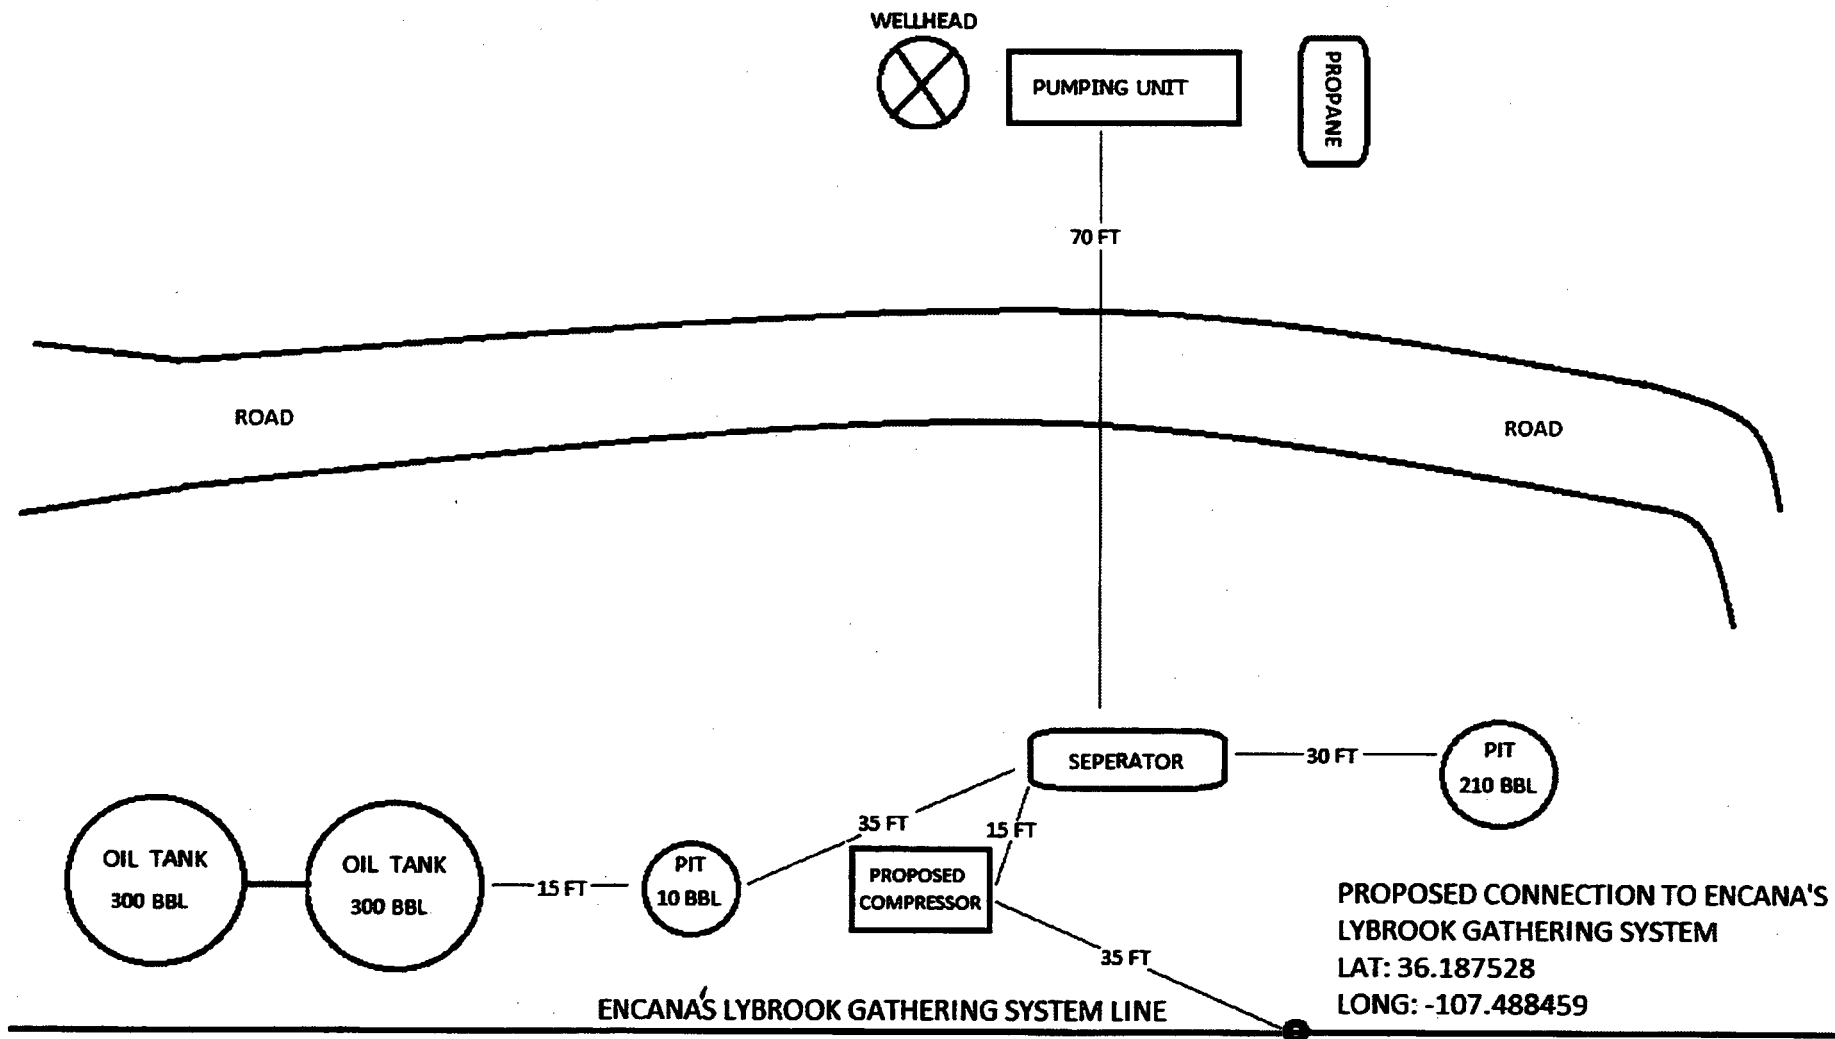 WELLHEAD
PUMPING UNIT
PROPANE
70 FT
ROAD
ROAD
SEPERATOR
30 FT
PIT
210 BBL
35 FT
15 FT
OIL TANK
300 BBL
OIL TANK
300 BBL
15 FT
PIT
10 BBL
PROPOSED
COMPRESSOR
35 FT
PROPOSED CONNECTION TO ENCANA'S
LYBROOK GATHERING SYSTEM
LAT: 36.187528
LONG: -107.488459
ENCANA'S LYBROOK GATHERING SYSTEM LINE